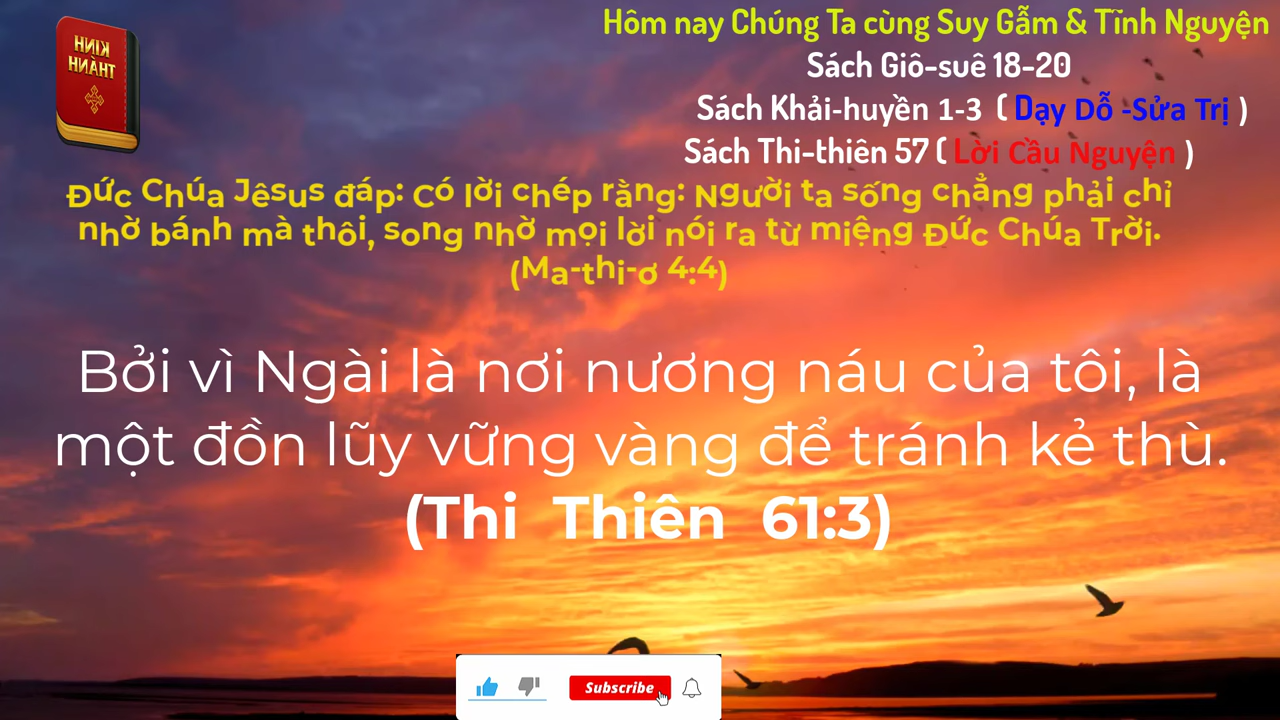 KINH
THÁNH
Hôm nay Chúng Ta cùng Suy Gẫm & Tĩnh Nguyện
Sách Giô-suê 18-20
Sách Khải-huyền 1-3 ( Dạy Dỗ -Sửa Trị )
Sách Thi-thiên 57 ( Lời Cầu Nguyện )
Đức Chúa Jêsus đáp: Có lời chép rằng: Người ta sống chẳng phải chỉ
nhờ bánh mà thôi, song nhờ mọi lời nói ra từ miệng Đức Chúa Trời.
(Ma-thi-ơ 4:4)
Bởi vì Ngài là nơi nương náu của tôi, là
một đồn lũy vững vàng để tránh kẻ thù.
(Thi Thiên 61:3)
Subscribe